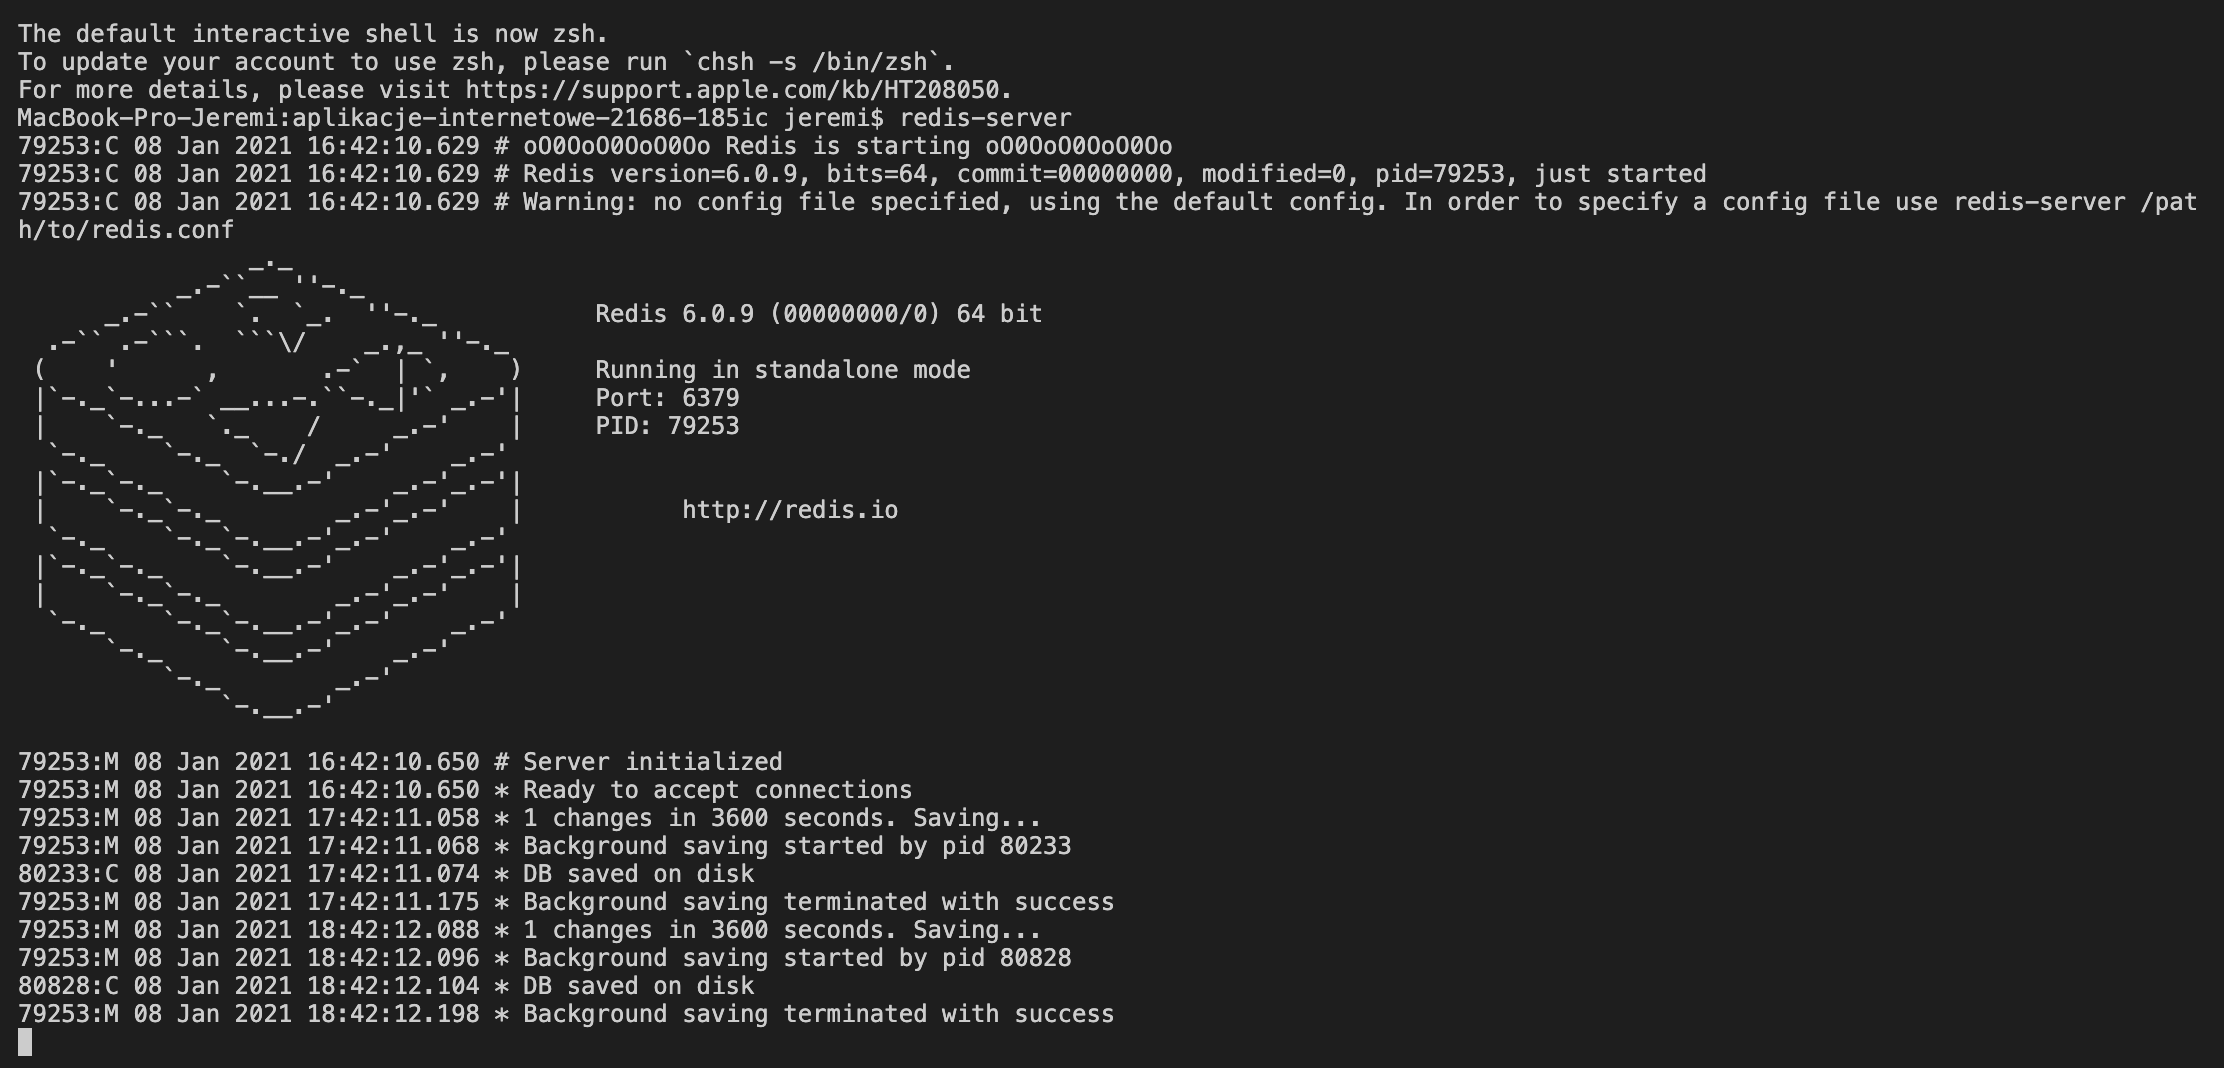 The default interactive shell is now zsh.
To update your account to use zsh, please run `chsh -s /bin/zsh`.
For more details, please visit https://support.apple.com/kb/HT208050.
MacBook-Pro-Jeremi:aplikacje-internetowe-21686-185ic jeremi$ redis-server
79253:C 08 Jan 2021 16:42:10.629 # oO0OoO0OoO0Oo Redis is starting oO0OoO0OoO0Oo
79253:C 08 Jan 2021 16:42:10.629 # Redis version=6.0.9, bits=64, commit=00000000, modified=0, pid=79253, just started
79253:C 08 Jan 2021 16:42:10.629 # Warning: no config file specified, using the default config. In order to specify a config file use redis-server /pat
h/to/redis.conf
Redis 6.0.9 (00000000/0) 64 bit
Running in standalone mode
Port: 6379
PID: 79253
http://redis.io
79253:M 08 Jan 2021 16:42:10.650 # Server initialized
79253:M 08 Jan 2021 16:42:10.650 * Ready to accept connections
79253:M 08 Jan 2021 17:42:11.058 * 1 changes in 3600 seconds. Saving...
79253:M 08 Jan 2021 17:42:11.068 * Background saving started by pid 80233
80233:C 08 Jan 2021 17:42:11.074 * DB saved on disk
79253:M 08 Jan 2021 17:42:11.175 * Background saving terminated with success
79253:M 08 Jan 2021 18:42:12.088 * 1 changes in 3600 seconds. Saving...
79253:M 08 Jan 2021 18:42:12.096 * Background saving started by pid 80828
80828:C 08 Jan 2021 18:42:12.104 * DB saved on disk
79253:M 08 Jan 2021 18:42:12.198 * Background saving terminated with success